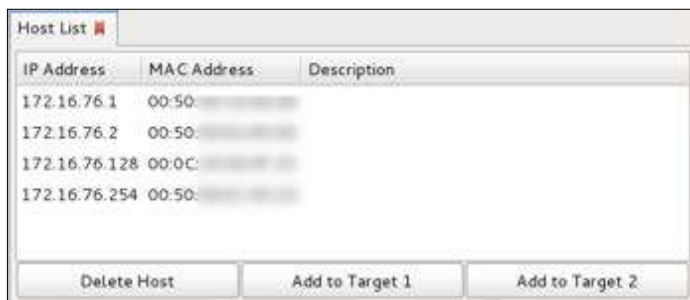 Host List
IP Address MAC Address Description
172.16.76.1 00:50:
172.16.76.2 00:50:
172.16.76.128 00:0C:
172.16.76.254 00:50:
Delete Host Add to Target 1 Add to Target 2